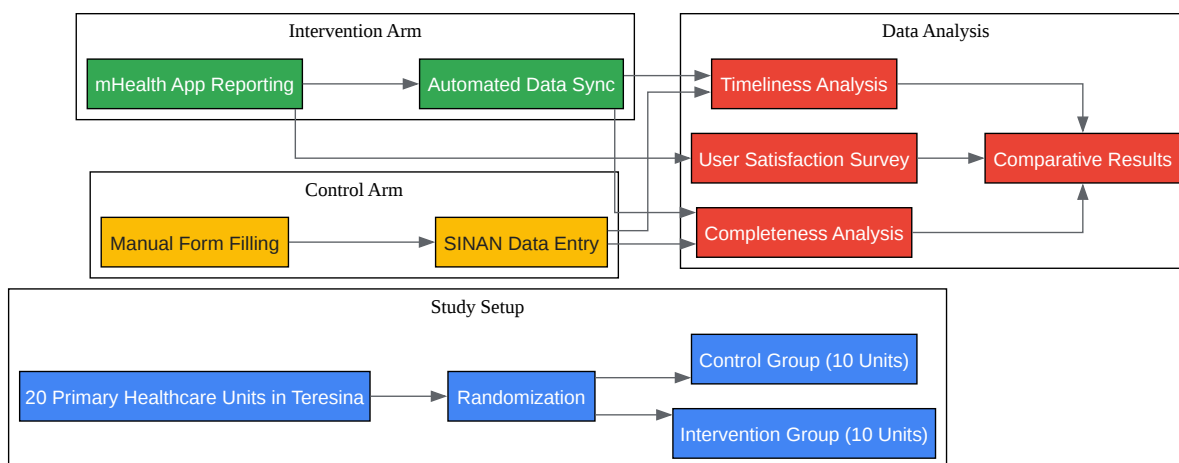 Intervention Arm
mHealth App Reporting
Automated Data Sync
Control Arm
Manual Form Filling
SINAN Data Entry
Data Analysis
Timeliness Analysis
User Satisfaction Survey
Comparative Results
Completeness Analysis
Study Setup
20 Primary Healthcare Units in Teresina
Randomization
Control Group (10 Units)
Intervention Group (10 Units)